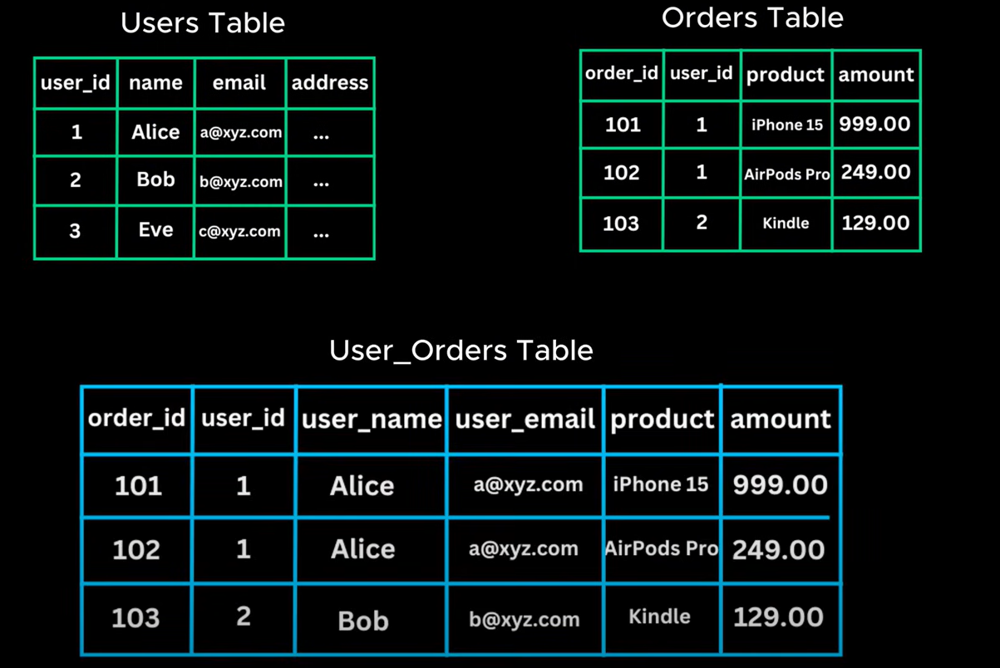 Users Table
user_id name email address
1 Alice a@xyz.com ...
2 Bob b@xyz.com ...
3 Eve c@xyz.com ...
Orders Table
order_id user_id product amount
101 1 iPhone 15 999.00
102 1 AirPods Pro 249.00
103 2 Kindle 129.00
User_Orders Table
order_id user_id user_name user_email product amount
101 1 Alice a@xyz.com iPhone 15 999.00
102 1 Alice a@xyz.com AirPods Pro 249.00
103 2 Bob b@xyz.com Kindle 129.00